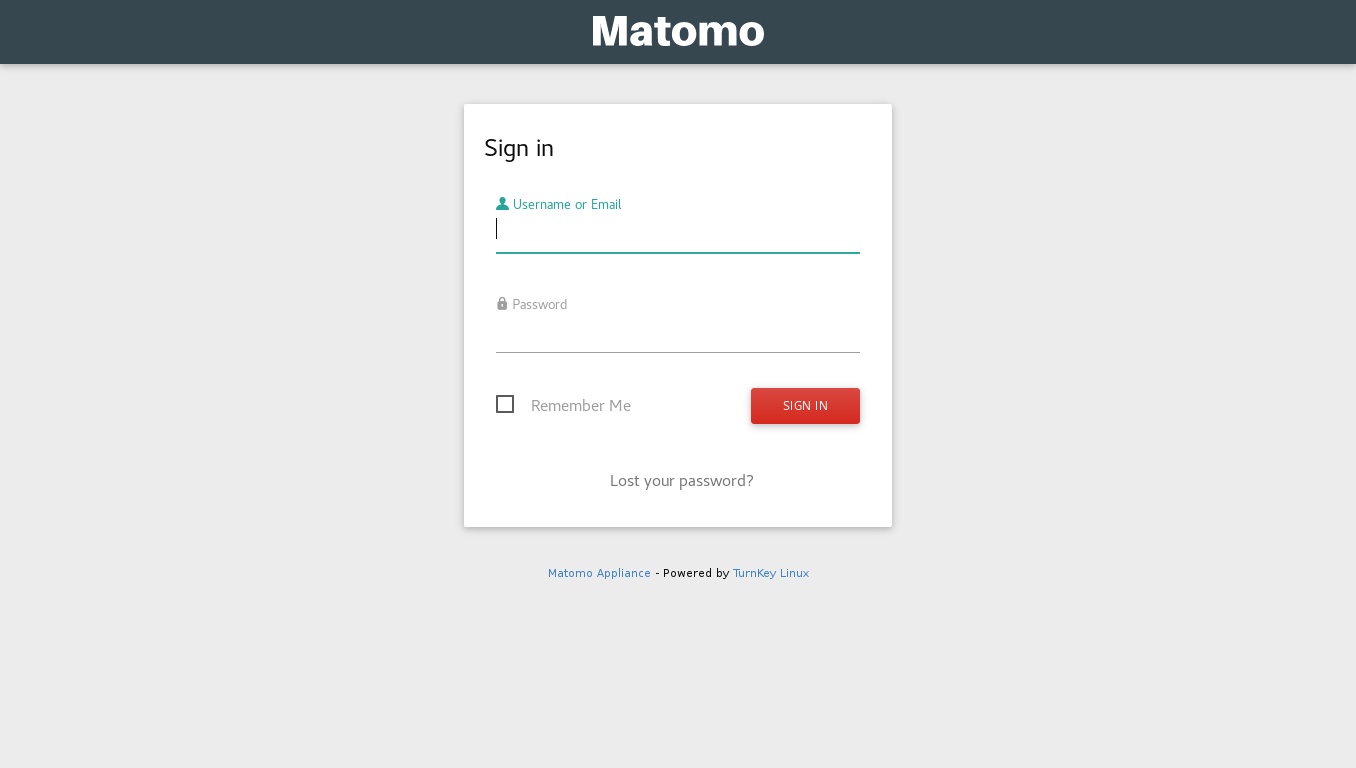 Matomo
Sign in
Username or Email
Password
Remember Me
SIGN IN
Lost your password?
Matomo Appliance - Powered by TurnKey Linux